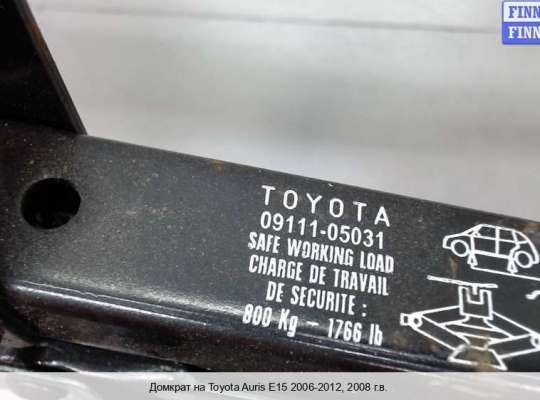 FINN
FINN
TOYOTA
09111-05031
SAFE WORKING LOAD
CHARGE DE TRAVAIL
DE SECURITE :
800 Kg – 1766 lb
Домкрат на Toyota Auris E15 2006-2012, 2008 г.в.